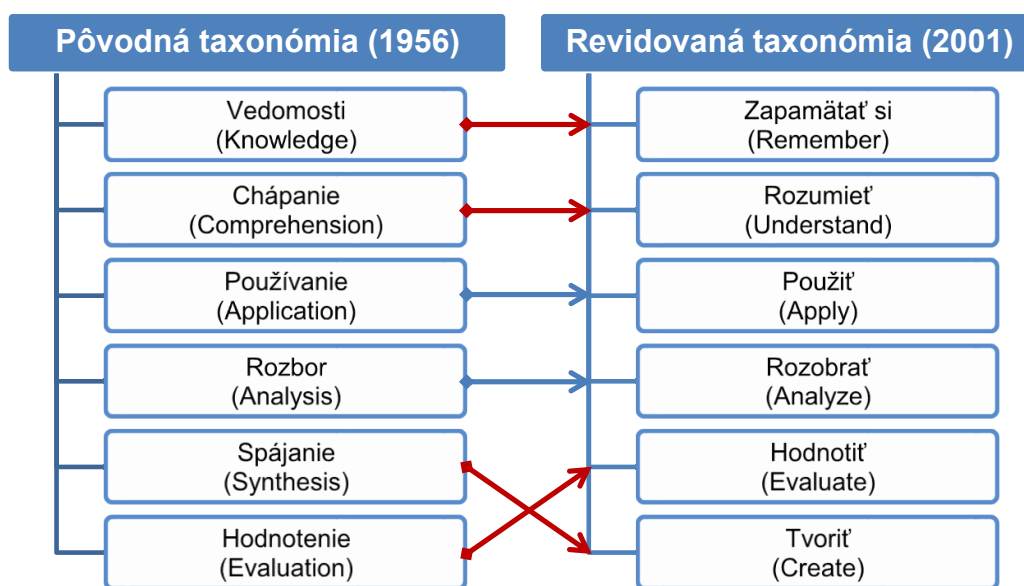 Pôvodná taxonómia (1956)
Vedomosti
(Knowledge)
Chápanie
(Comprehension)
Používanie
(Application)
Rozbor
(Analysis)
Spájanie
(Synthesis)
Hodnotenie
(Evaluation)
Revidovaná taxonómia (2001)
Zapamätať si
(Remember)
Rozumieť
(Understand)
Použiť
(Apply)
Rozobrať
(Analyze)
Hodnotiť
(Evaluate)
Tvoriť
(Create)